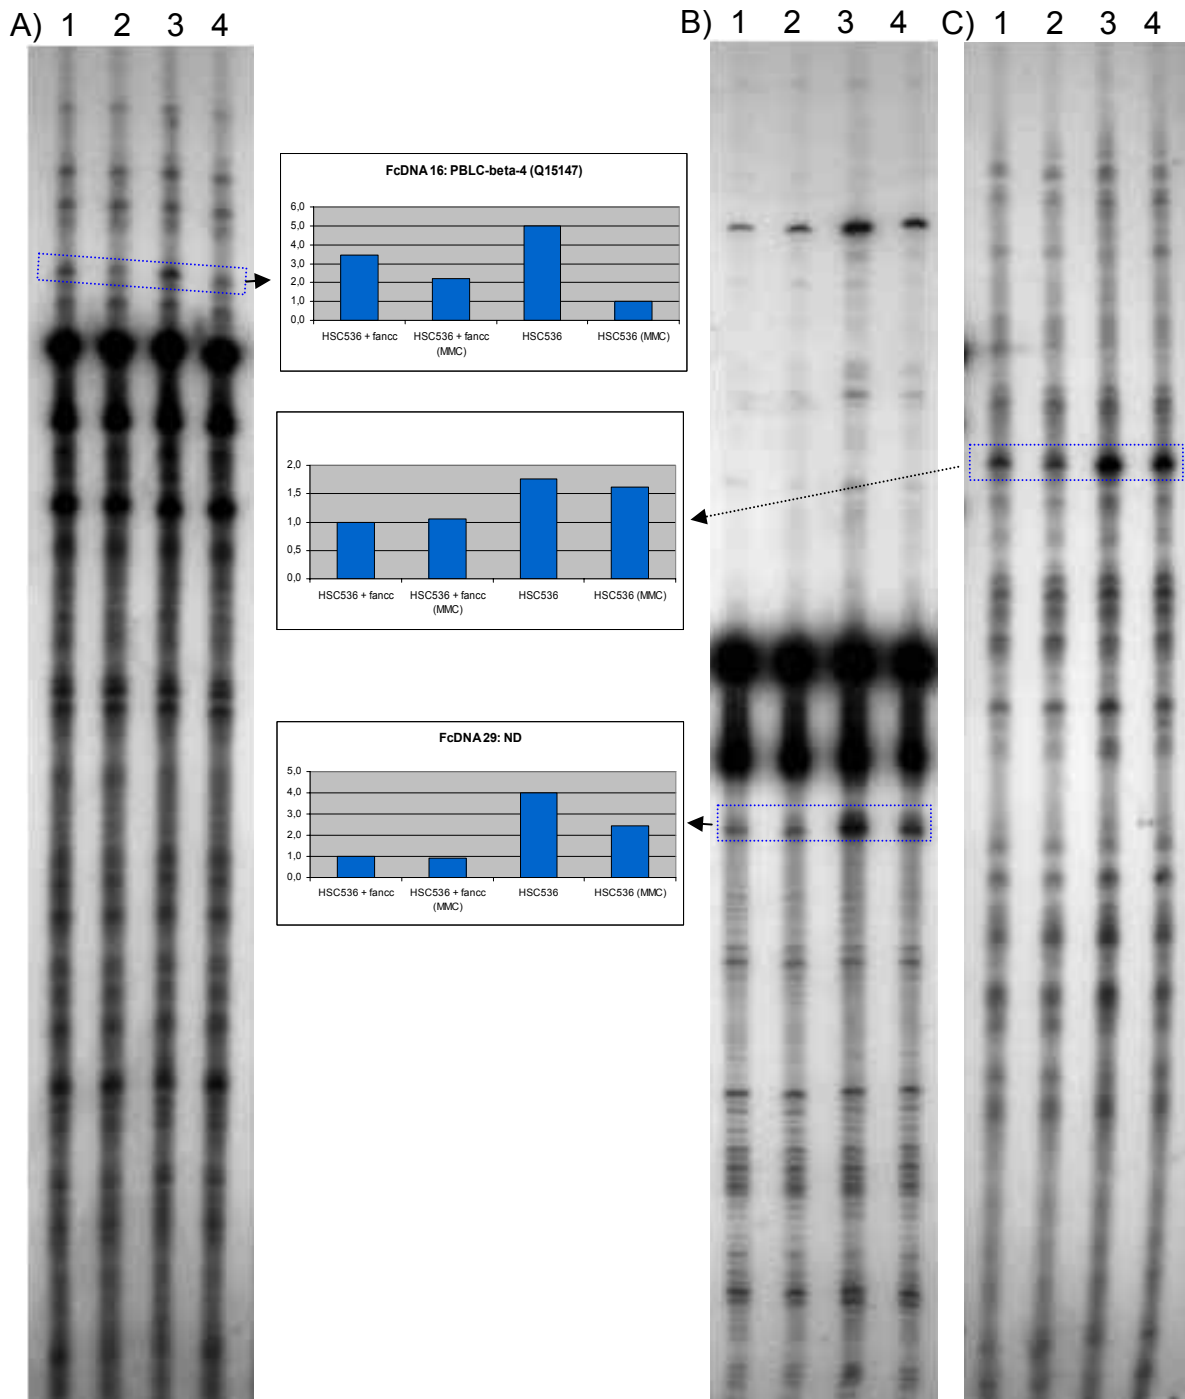 A) 1 2 3 4
B) 1 2 3 4
C) 1 2 3 4
FcDNA 16: PBLC-beta-4 (Q15147)
6,0
5,0
4,0
3,0
2,0
1,0
0,0
HSC536 + fancc
HSC536 + fancc
(MMC)
HSC536
HSC536 (MMC)
2,0
1,5
1,0
0,5
0,0
HSC536 + fancc
HSC536 + fancc
(MMC)
HSC536
HSC536 (MMC)
FcDNA 29: ND
5,0
4,0
3,0
2,0
1,0
0,0
HSC536 + fancc
HSC536 + fancc
(MMC)
HSC536
HSC536 (MMC)